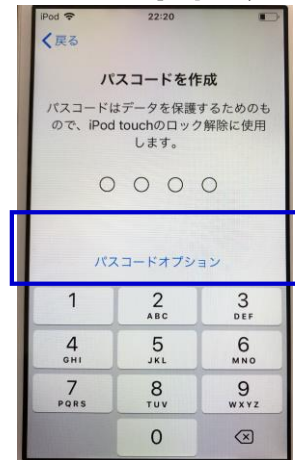 iPod 22:20
戻る
パスコードを作成
パスコードはデータを保護するためのも
ので、iPod touchのロック解除に使用
します。
パスコードオプション
1 2 3
ABC DEF
4 5 6
GHI JKL MNO
7 8 9
PQRS TUV WXYZ
0